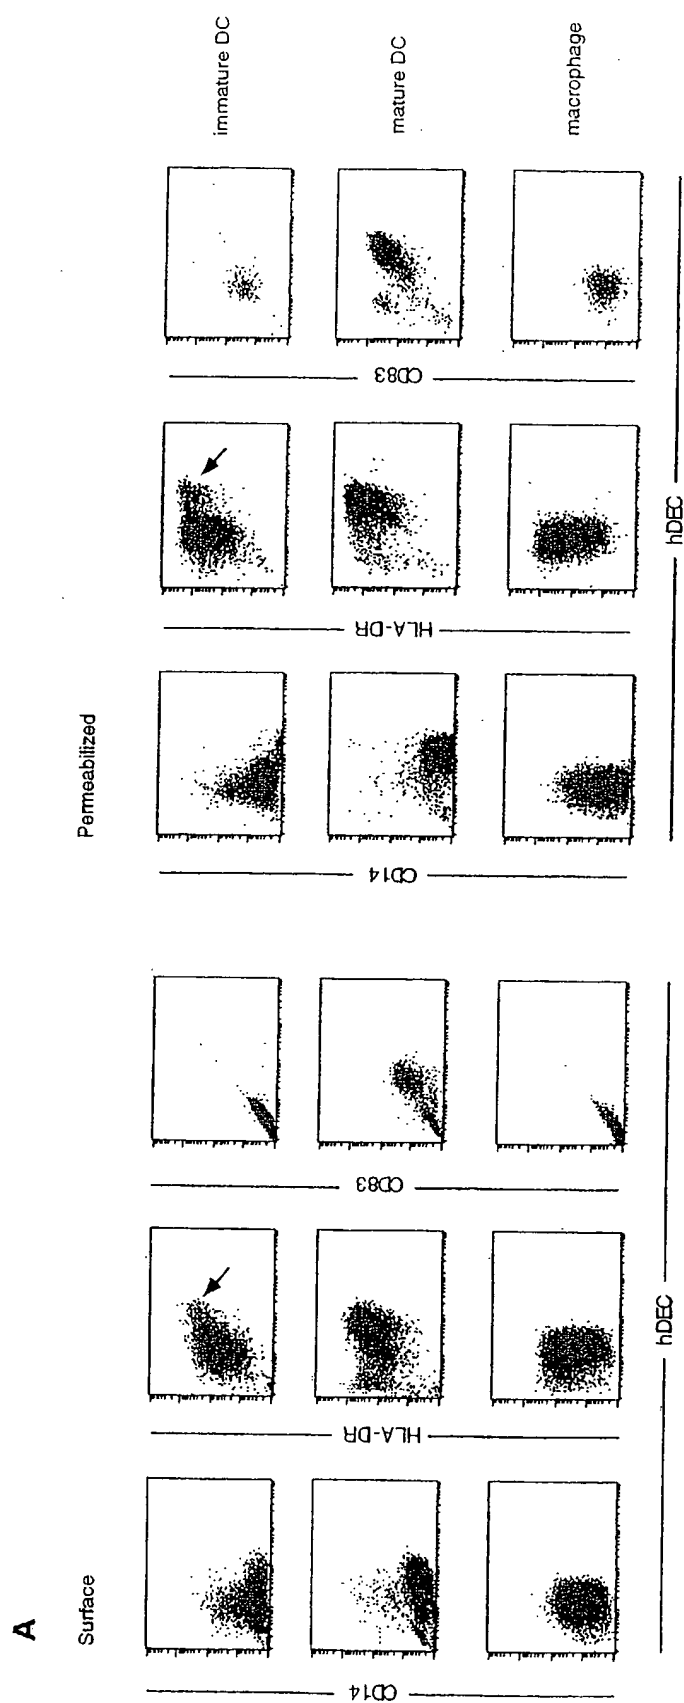 A
Surface
Permeabilized
CD14
HLA-DR
CD83
CD14
HLA-DR
CD83
immature DC
mature DC
macrophage
hDEC
hDEC